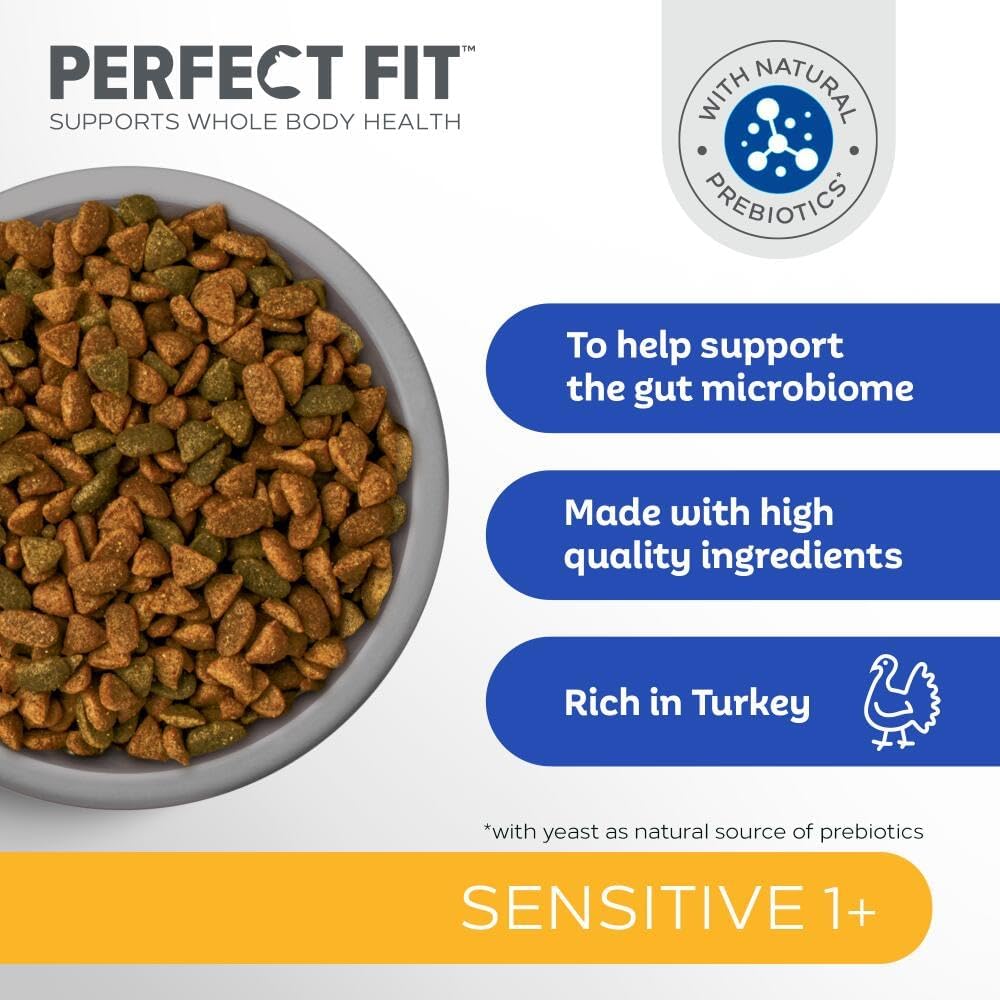 PERFECT FIT™
SUPPORTS WHOLE BODY HEALTH
WITH NATURAL
PREBIOTICS*
To help support
the gut microbiome
Made with high
quality ingredients
Rich in Turkey
*with yeast as natural source of prebiotics
SENSITIVE 1+